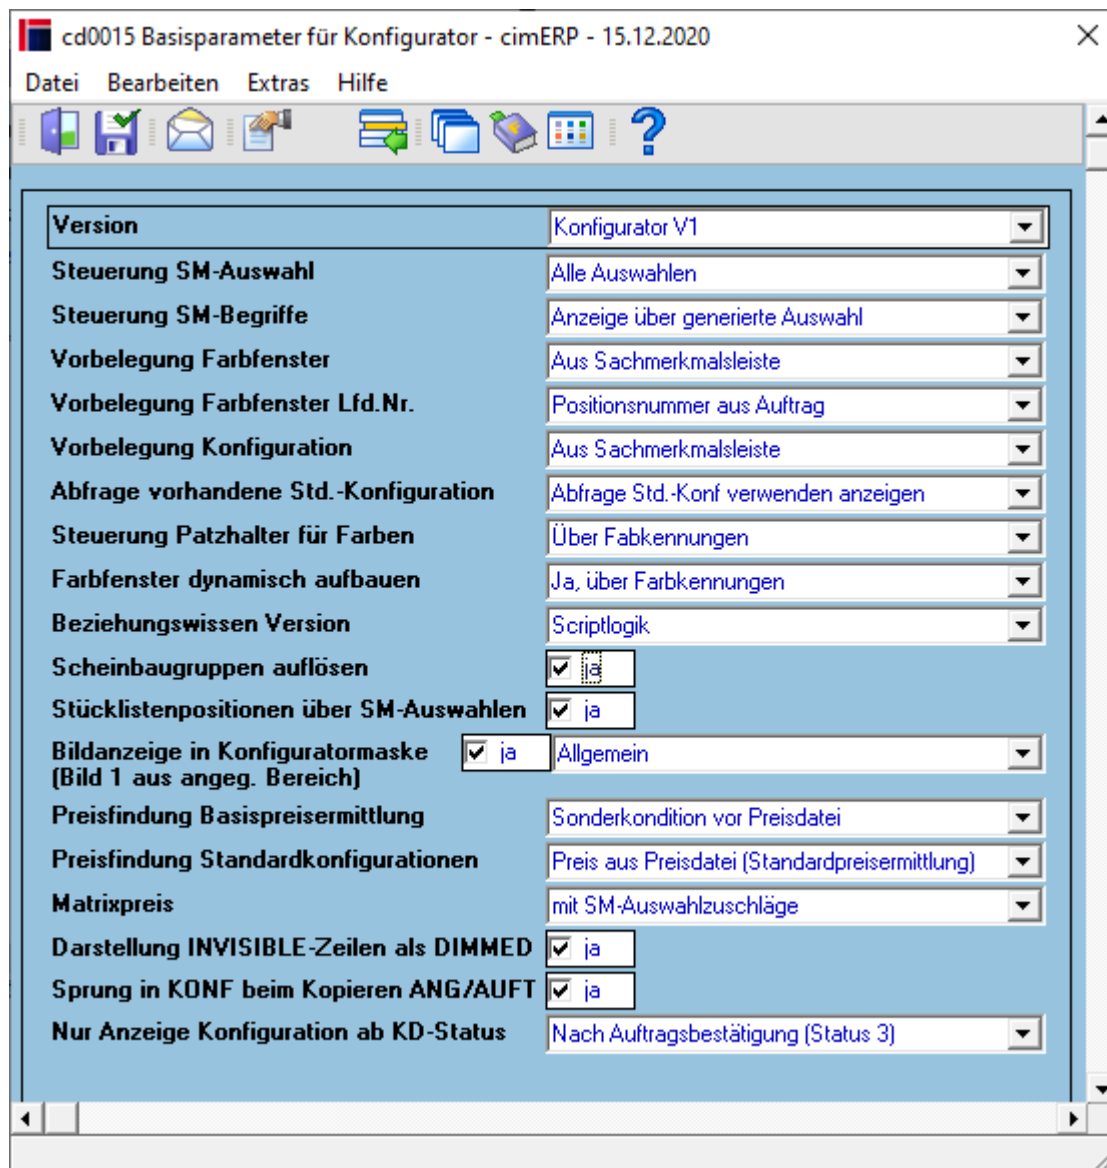 cd0015 Basisparameter für Konfigurator - cimERP - 15.12.2020
Datei Bearbeiten Extras Hilfe
Version Konfigurator V1
Steuerung SM-Auswahl Alle Auswahlen
Steuerung SM-Begriffe Anzeige über generierte Auswahl
Vorbelegung Farbfenster Aus Sachmerkmalsleiste
Vorbelegung Farbfenster Lfd.Nr. Positionsnummer aus Auftrag
Vorbelegung Konfiguration Aus Sachmerkmalsleiste
Abfrage vorhandene Std.-Konfiguration Abfrage Std.-Konf verwenden anzeigen
Steuerung Patzhalter für Farben Über Fabkennungen
Farbfenster dynamisch aufbauen Ja, über Farbkennungen
Beziehungswissen Version Scriptlogik
Scheinbaugruppen auflösen ja
Stücklistenpositionen über SM-Auswahlen ja
Bildanzeige in Konfiguratormaske ja Allgemein
(Bild 1 aus angeg. Bereich)
Preisfindung Basispreisermittlung Sonderkondition vor Preisdatei
Preisfindung Standardkonfigurationen Preis aus Preisdatei (Standardpreisermittlung)
Matrixpreis mit SM-Auswahlzuschläge
Darstellung INVISIBLE-Zeilen als DIMMED ja
Sprung in KONF beim Kopieren ANG/AUFT ja
Nur Anzeige Konfiguration ab KD-Status Nach Auftragsbestätigung (Status 3)